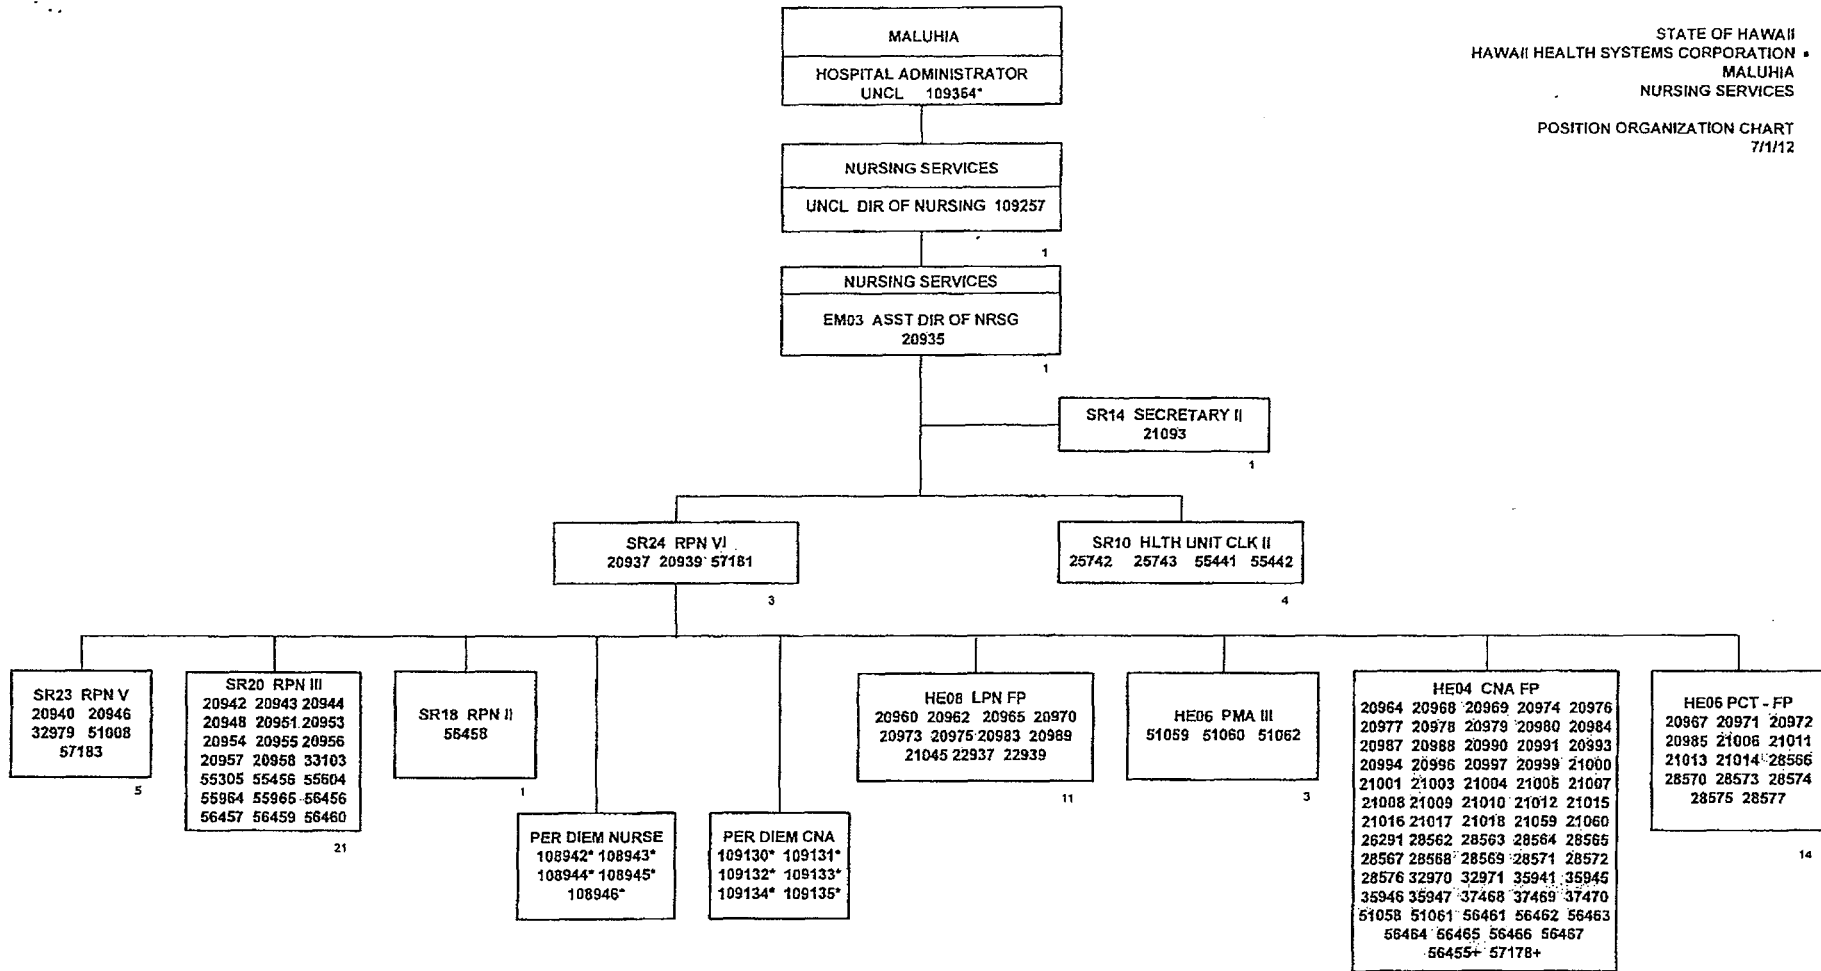 STATE OF HAWAII
HAWAII HEALTH SYSTEMS CORPORATION
MALUHIA
NURSING SERVICES
POSITION ORGANIZATION CHART
7/1/12
MALUHIA
HOSPITAL ADMINISTRATOR
UNCL 109364*
NURSING SERVICES
UNCL DIR OF NURSING 109257
1
NURSING SERVICES
EM03 ASST DIR OF NRSG
20935
1
SR14 SECRETARY II
21093
1
SR24 RPN VI
20937 20939 57181
3
SR10 HLTH UNIT CLK II
25742 25743 55441 55442
4
SR23 RPN V
20940 20946
32979 51008
57183
5
SR20 RPN III
20942 20943 20944
20948 20951 20953
20954 20955 20956
20957 20958 33103
55305 55456 55604
55964 55965 56456
56457 56459 56460
21
SR18 RPN II
56458
1
PER DIEM NURSE
108942* 108943*
108944* 108945*
108946*
PER DIEM CNA
109130* 109131*
109132* 109133*
109134* 109135*
HE08 LPN FP
20960 20962 20965 20970
20973 20975 20983 20989
21045 22937 22939
11
HE06 PMA III
51059 51060 51062
3
HE04 CNA FP
20964 20968 20969 20974 20976
20977 20978 20979 20980 20984
20987 20988 20990 20991 20993
20994 20996 20997 20999 21000
21001 21003 21004 21005 21007
21008 21009 21010 21012 21015
21016 21017 21018 21059 21060
26291 28562 28563 28564 28565
28567 28568 28569 28571 28572
28576 32970 32971 35941 35945
35946 35947 37468 37469 37470
51058 51061 56461 56462 56463
56464 56465 56466 56467
56455+ 57178+
HE06 PCT - FP
20967 20971 20972
20985 21006 21011
21013 21014 28566
28570 28573 28574
28575 28577
14